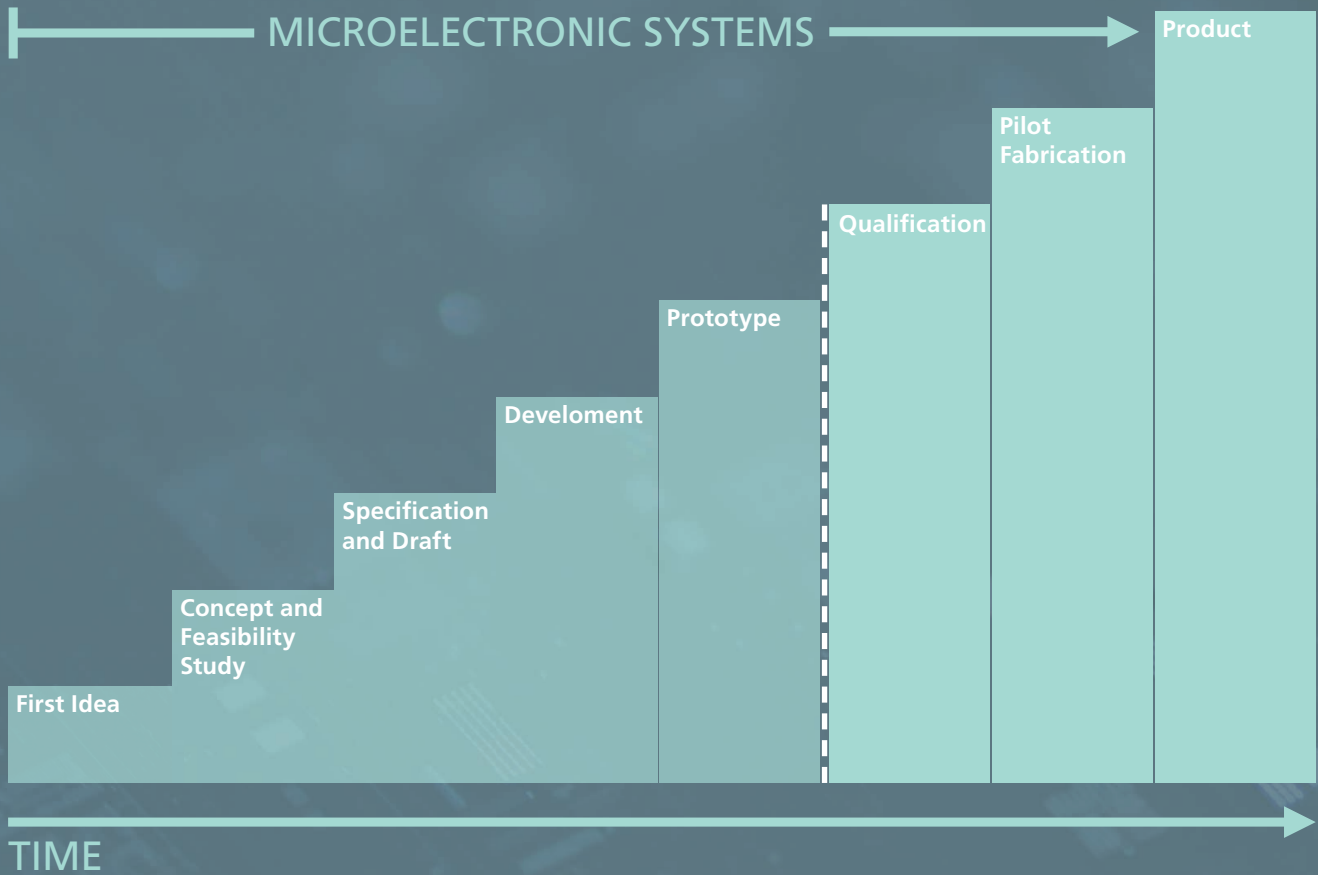 MICROELECTRONIC SYSTEMS
Product
Pilot
Fabrication
Qualification
Prototype
Develoment
Specification
and Draft
Concept and
Feasibility
Study
First Idea
TIME